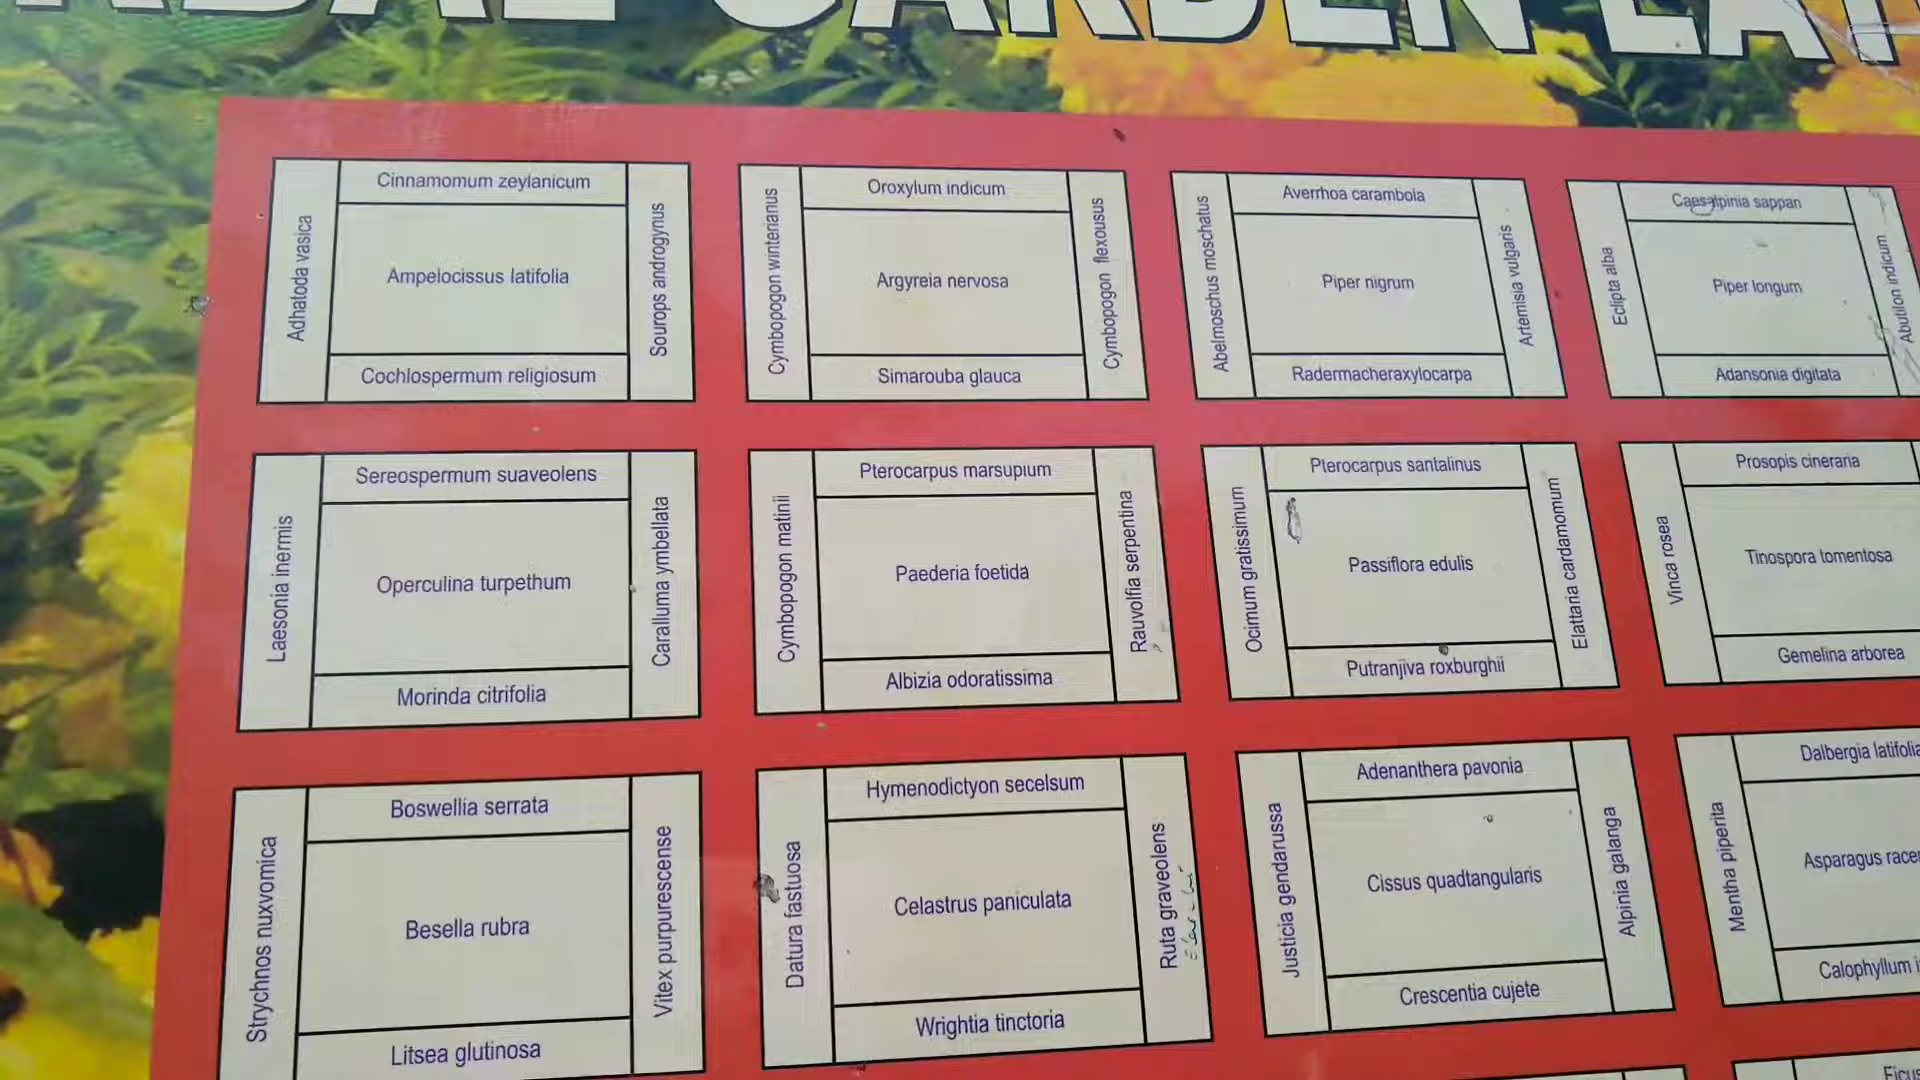 GARDEN
Cinnamomum zeylanicum
Adhatoda vasica
Ampelocissus latifolia
Sourops androgynus
Cochlospermum religiosum
Oroxylum indicum
Cymbopogon winterianus
Argyreia nervosa
Cymbopogon flexousus
Simarouba glauca
Averrhoa carambola
Abelmoschus moschatus
Piper nigrum
Artemisia vulgaris
Radermacheraxylocarpa
Caesalpinia sappan
Eclipta alba
Piper longum
Abutilon indicum
Adansonia digitata
Sereospermum suaveolens
Laesonia inermis
Operculina turpethum
Caralluma ymbellata
Morinda citrifolia
Pterocarpus marsupium
Cymbopogon matinii
Paederia foetida
Rauvolfia serpentina
Albizia odoratissima
Pterocarpus santalinus
Ocimum gratissimum
Passiflora edulis
Elattaria cardamomum
Putranjiva roxburghii
Prosopis cineraria
Vinca rosea
Tinospora tomentosa
Gemelina arborea
Boswellia serrata
Strychnos nuxvomica
Besella rubra
Vitex purpurescense
Litsea glutinosa
Hymenodictyon secelsum
Datura fastuosa
Celastrus paniculata
Ruta graveolens
Wrightia tinctoria
Adenanthera pavonia
Justicia gendarussa
Cissus quadtangularis
Alpinia galanga
Crescentia cujete
Dalbergia latifolia
Mentha piperita
Asparagus
Calophyllum